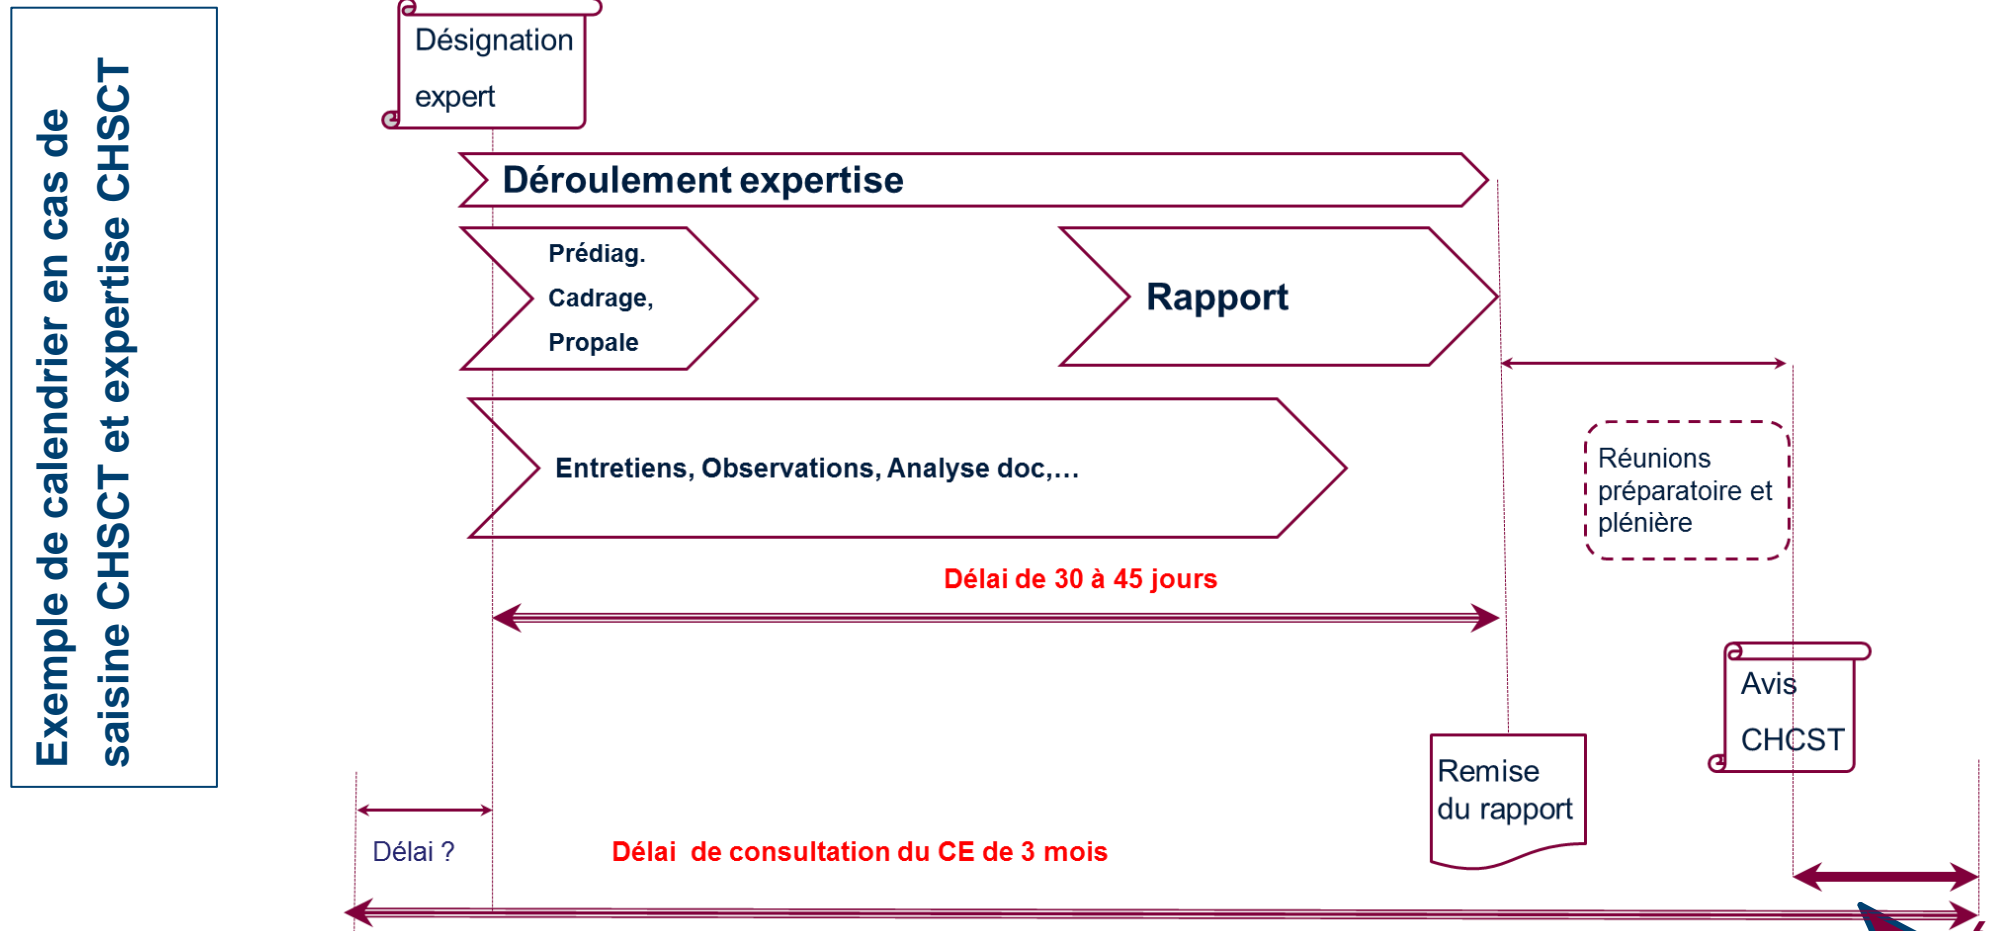 Exemple de calendrier en cas de
saisine CHSCT et expertise CHSCT
Désignation
expert
Déroulement expertise
Prédiag.
Cadrage,
Propale
Rapport
Entretiens, Observations, Analyse doc,…
Réunions
préparatoire et
plénière
Délai de 30 à 45 jours
Avis
CHCST
Remise
du rapport
Délai ?
Délai  de consultation du CE de 3 mois